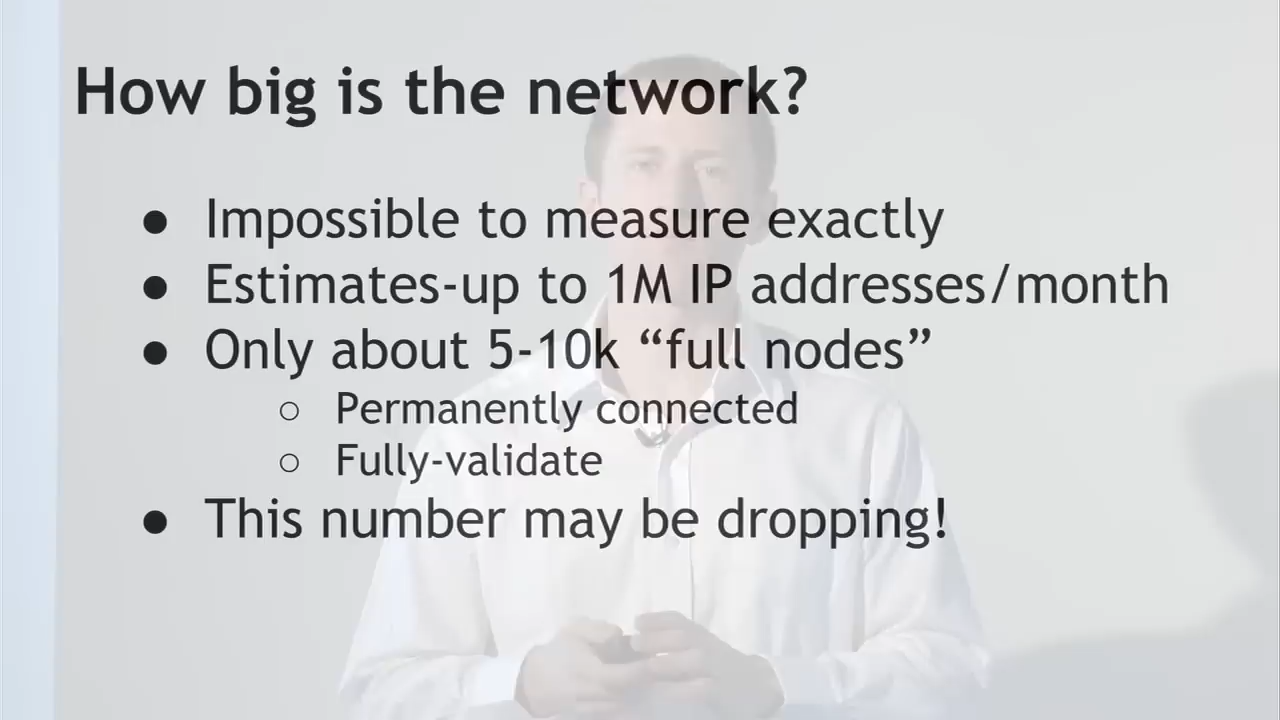 How big is the network?
● Impossible to measure exactly
● Estimates-up to 1M IP addresses/month
● Only about 5-10k “full nodes”
○ Permanently connected
○ Fully-validate
● This number may be dropping!